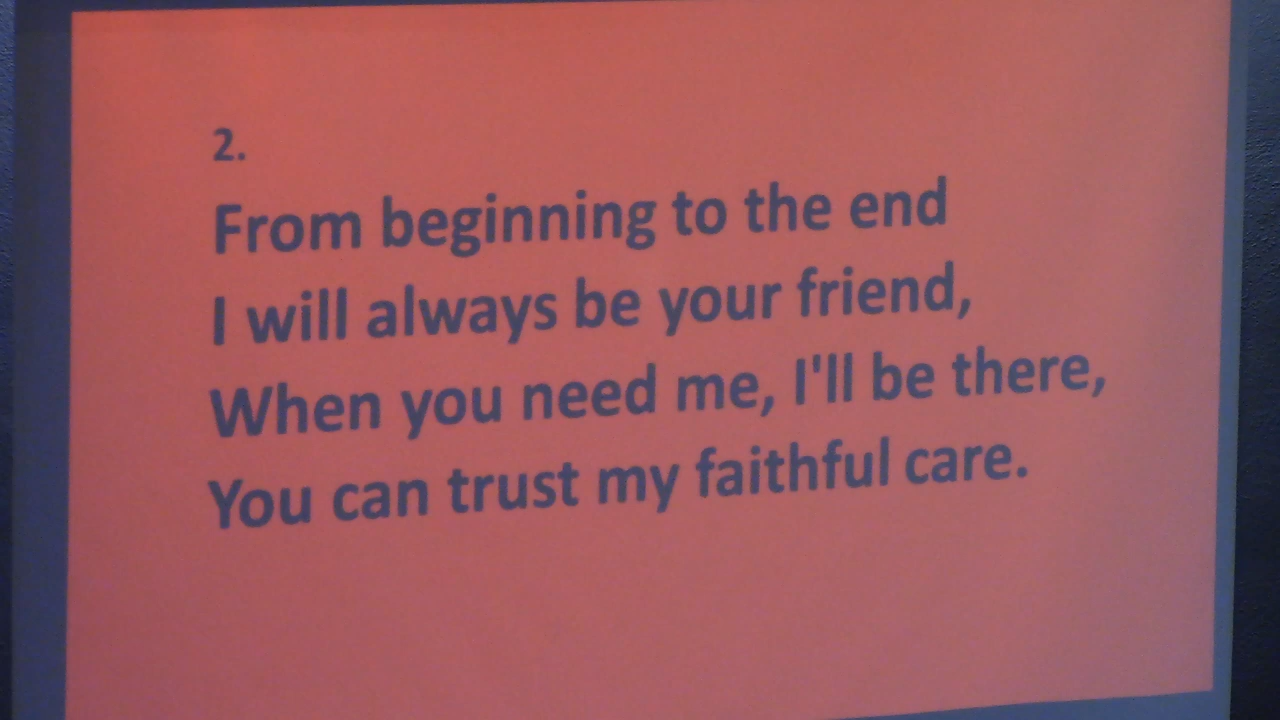 2.
From beginning to the end
I will always be your friend,
When you need me, I'll be there,
You can trust my faithful care.